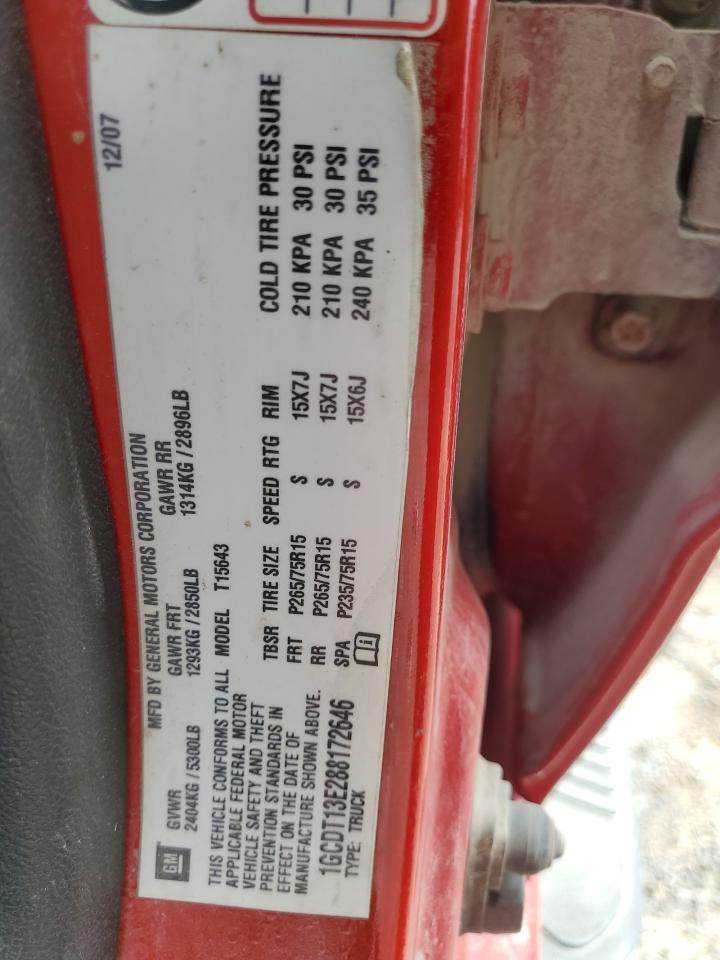 MFD BY GENERAL MOTORS CORPORATION 12/07
GVWR GAWR FRT GAWR RR
2404KG / 5300LB 1293KG / 2850LB 1314KG / 2896LB
THIS VEHICLE CONFORMS TO ALL
APPLICABLE FEDERAL MOTOR
VEHICLE SAFETY AND THEFT
PREVENTION STANDARDS IN
EFFECT ON THE DATE OF
MANUFACTURE SHOWN ABOVE.
1GCDT13E288172646
TYPE: TRUCK
MODEL T15643
TBSR TIRE SIZE SPEED RTG RIM COLD TIRE PRESSURE
FRT P265/75R15 S 15X7J 210 KPA 30 PSI
RR P265/75R15 S 15X7J 210 KPA 30 PSI
SPA P235/75R15 S 15X6J 240 KPA 35 PSI
GM